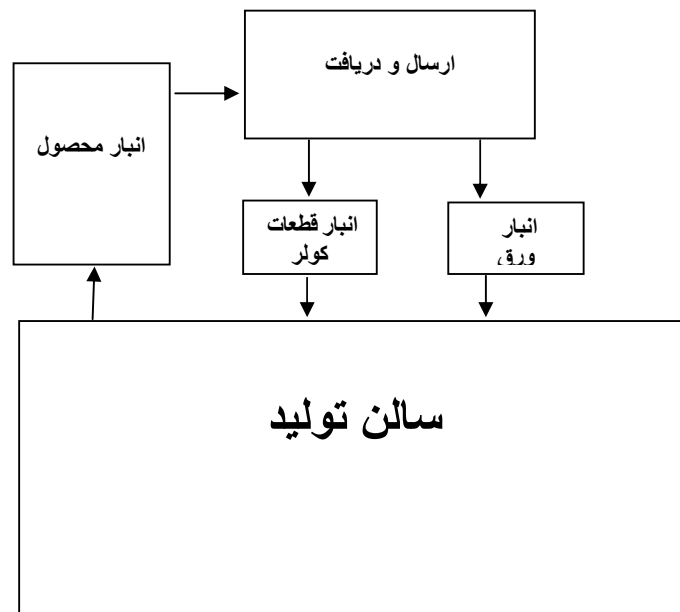 ارسال و دریافت
انبار محصول
انبار
ورق
انبار قطعات
کولر
سالن تولید